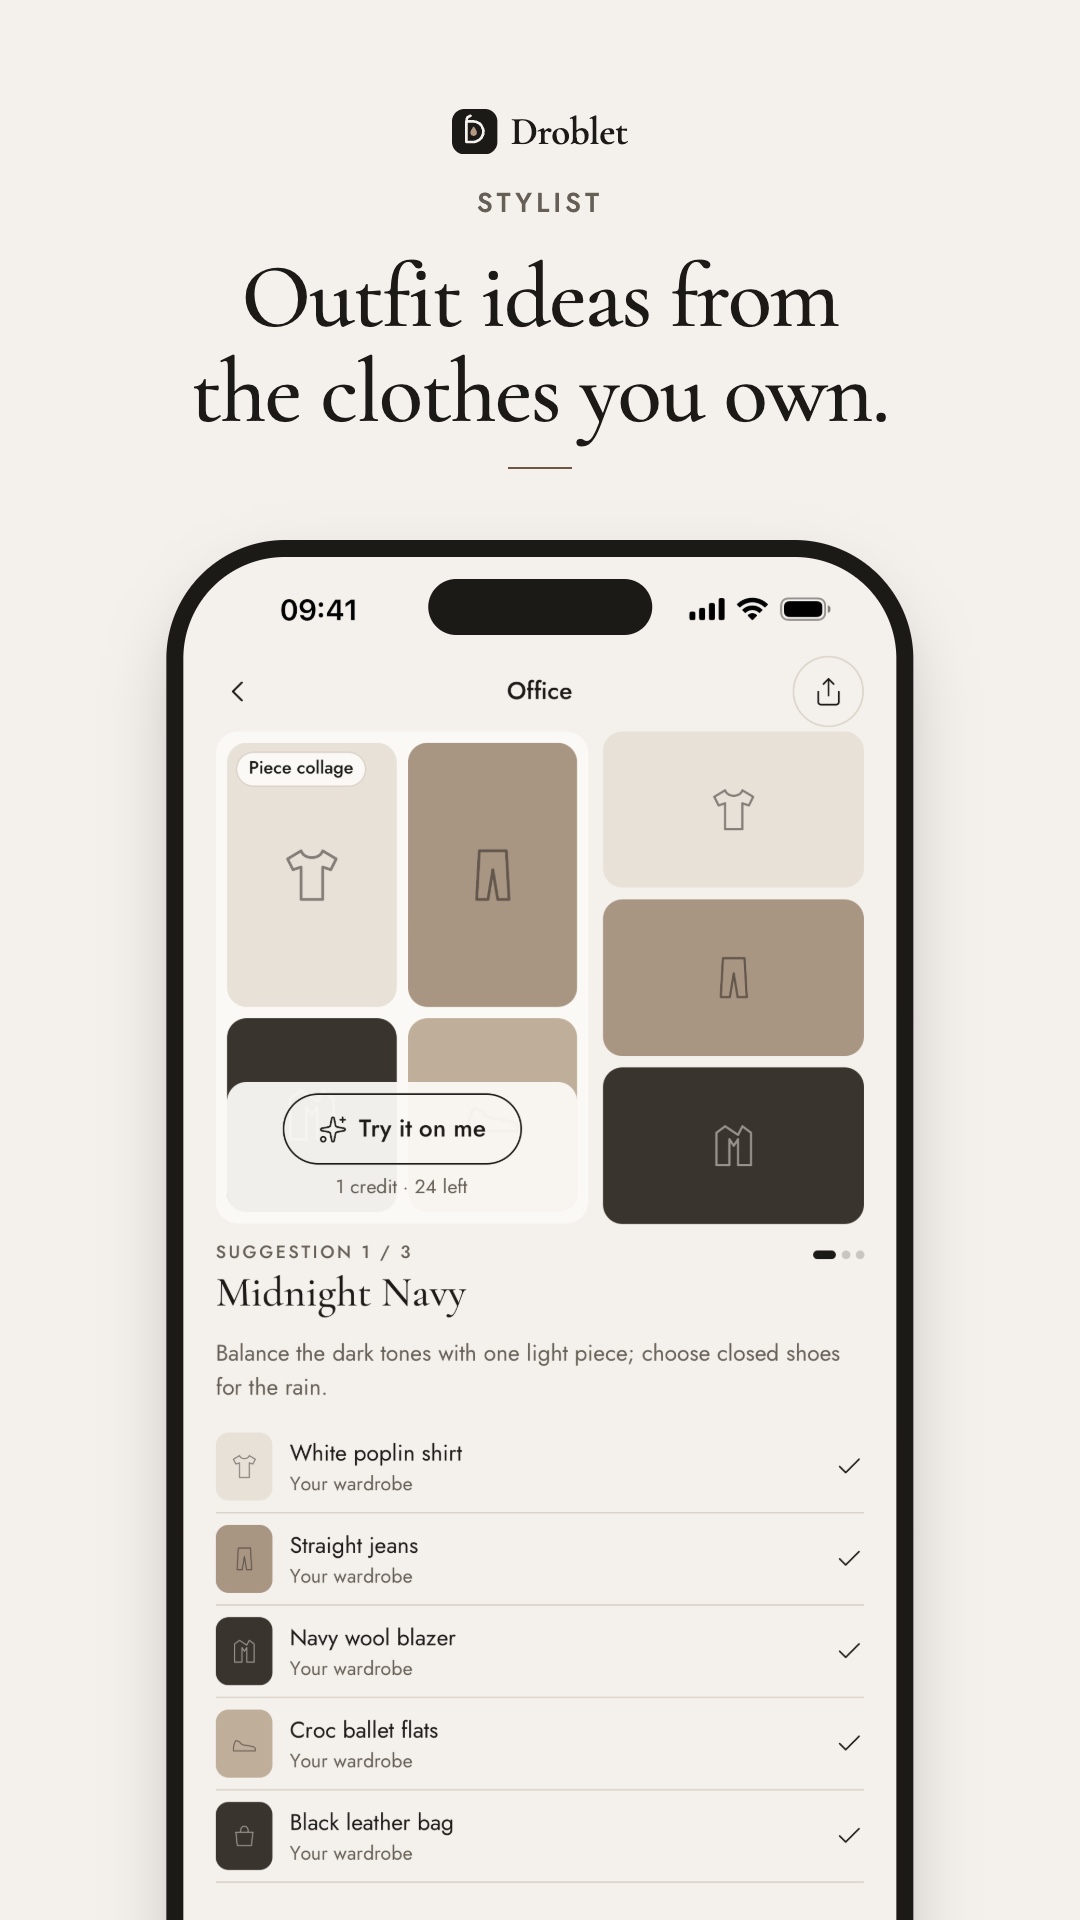 Droblet
STYLIST
Outfit ideas from
the clothes you own.
09:41
Office
Piece collage
Try it on me
1 credit · 24 left
SUGGESTION 1 / 3
Midnight Navy
Balance the dark tones with one light piece; choose closed shoes
for the rain.
White poplin shirt
Your wardrobe
Straight jeans
Your wardrobe
Navy wool blazer
Your wardrobe
Croc ballet flats
Your wardrobe
Black leather bag
Your wardrobe